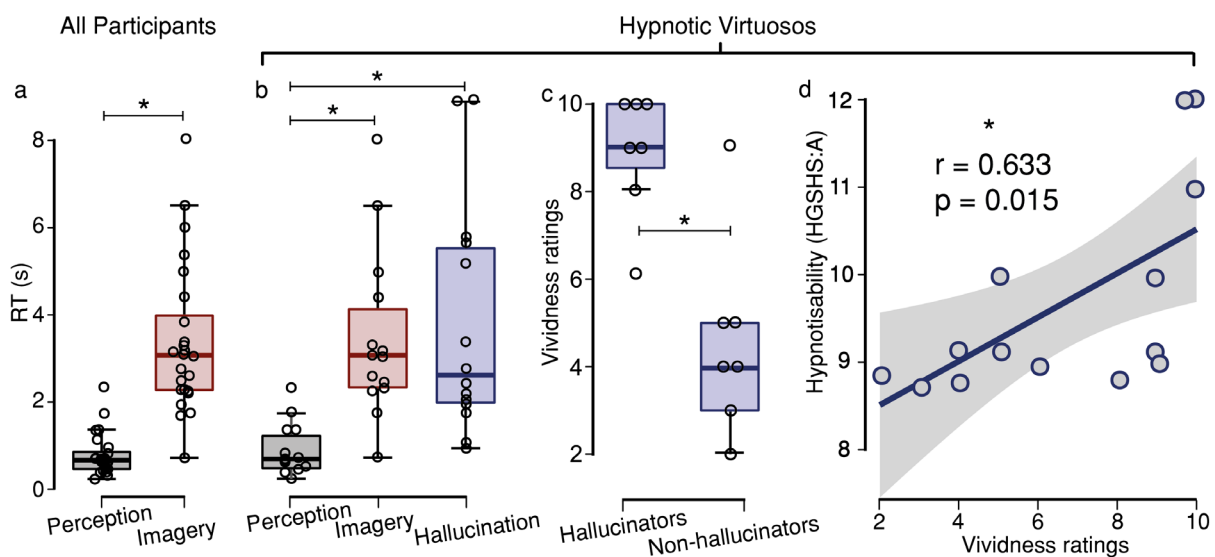 All Participants
Hypnotic Virtuosos
a
*
RT (s)
8
6
4
2
0
Perception
Imagery
b
*
*
Perception
Imagery
Hallucination
c
Vividness ratings
10
8
6
4
2
*
Hallucinators
Non-hallucinators
d
Hypnotisability (HGSHS:A)
12
11
10
9
8
*
r = 0.633
p = 0.015
2 4 6 8 10
Vividness ratings